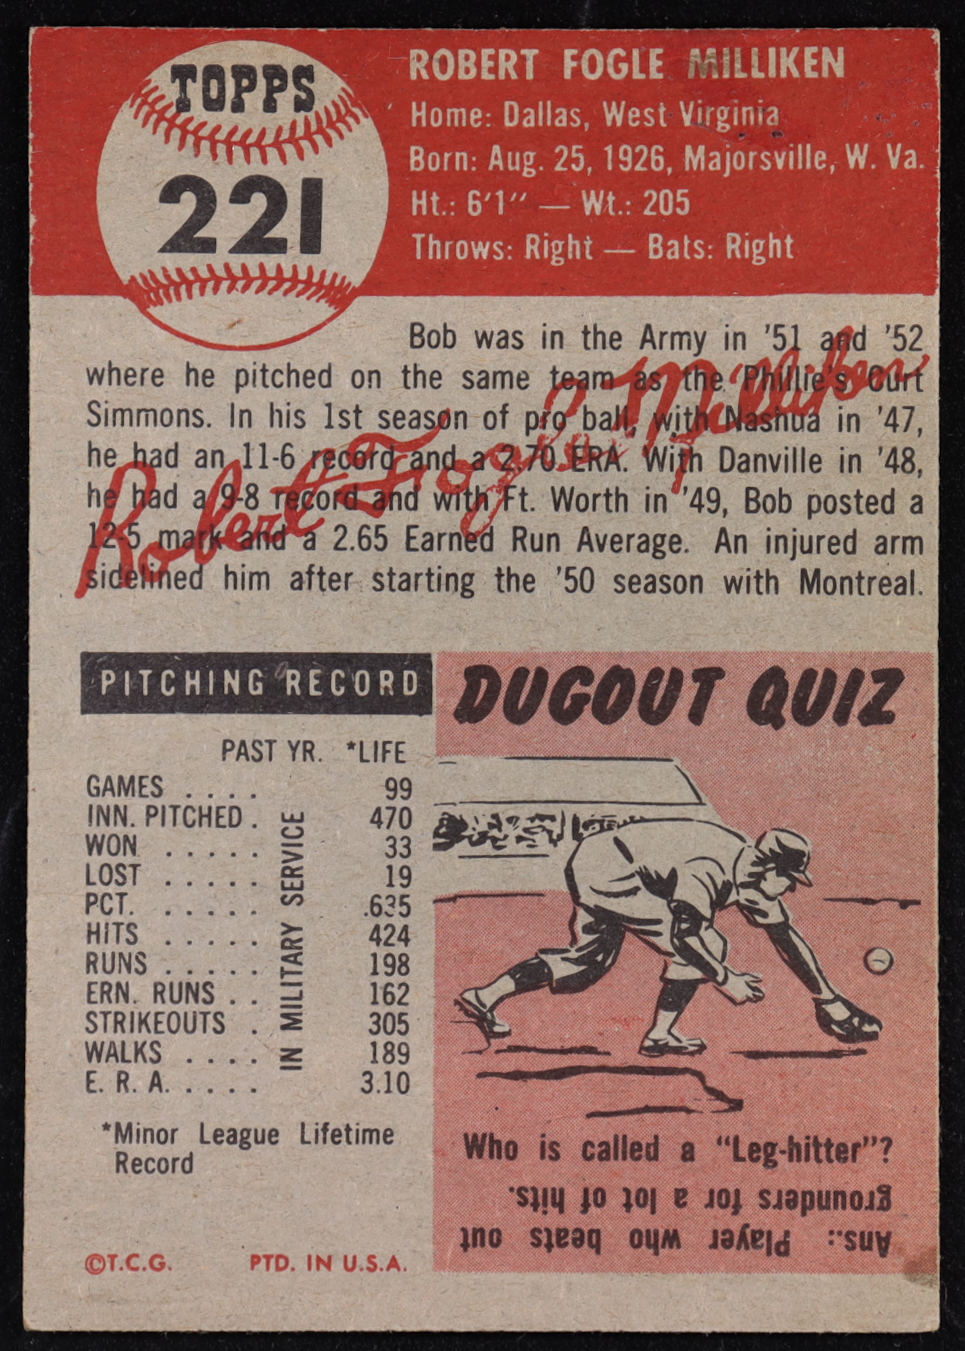 TOPPS
221
ROBERT FOGLE MILLIKEN
Home: Dallas, West Virginia
Born: Aug. 25, 1926, Majorsville, W. Va.
Ht.: 6'1" — Wt.: 205
Throws: Right — Bats: Right
Bob was in the Army in '51 and '52
where he pitched on the same team as the Phillie's Curt
Simmons. In his 1st season of pro ball, with Nashua in '47,
he had an 11-6 record and a 2.70 ERA. With Danville in '48,
he had a 9-8 record and with Ft. Worth in '49, Bob posted a
12-5 mark and a 2.65 Earned Run Average. An injured arm
sidelined him after starting the '50 season with Montreal.
Robert Fogle Milliken
PITCHING RECORD
PAST YR. *LIFE
GAMES .... 99
INN. PITCHED . 470
WON ..... 33
LOST ..... 19
PCT. ..... .635
HITS ..... 424
RUNS ..... 198
ERN. RUNS .. 162
STRIKEOUTS . 305
WALKS .... 189
E. R. A. .... 3.10
IN MILITARY SERVICE
*Minor League Lifetime
Record
©T.C.G. PTD. IN U.S.A.
DUGOUT QUIZ
Who is called a "Leg-hitter"?
Ans.: Player who beats out
grounders for a lot of hits.